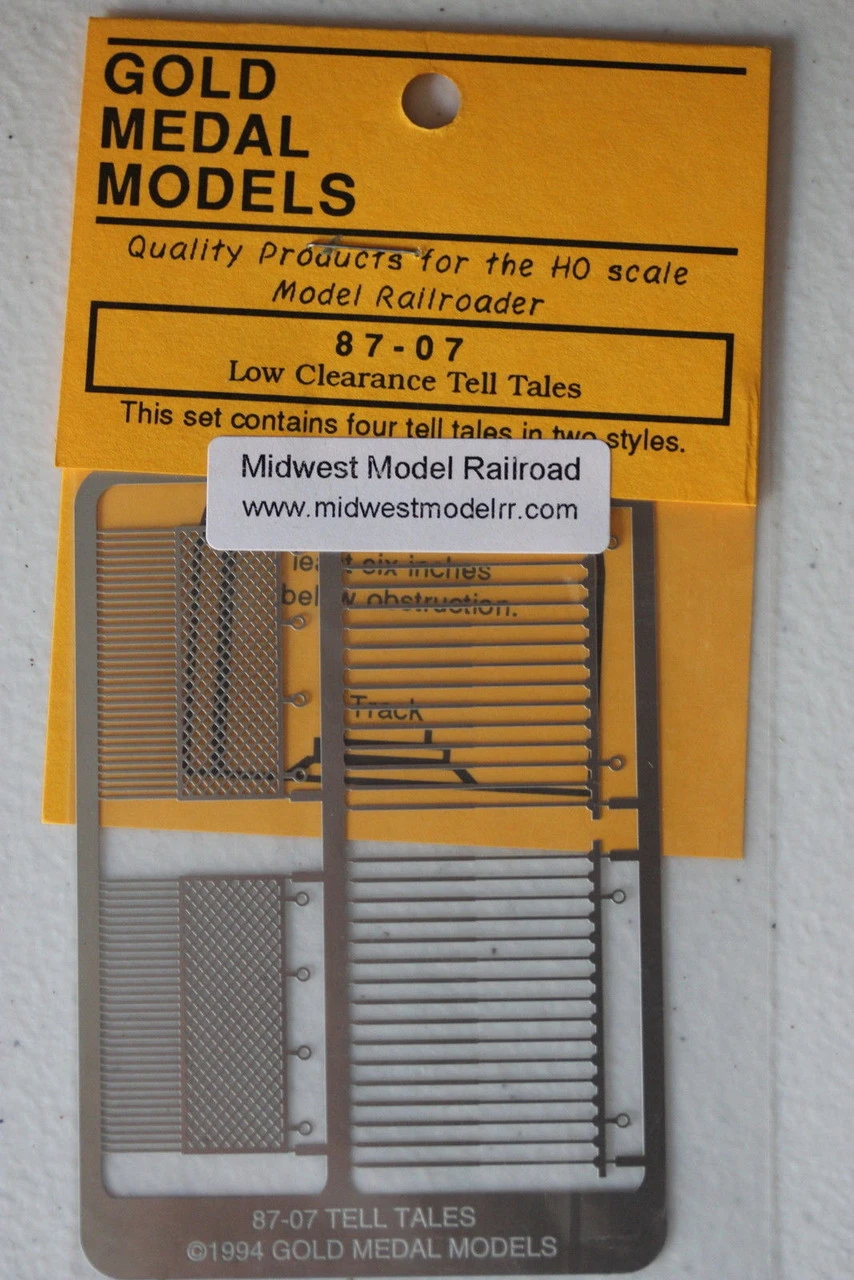 GOLD
MEDAL
MODELS
Quality Products for the HO scale
Model Railroader
87-07
Low Clearance Tell Tales
This set contains four tell tales in two styles.
Midwest Model Railroad
www.midwestmodelrr.com
six inches
below obstruction.
Track
87-07 TELL TALES
©1994 GOLD MEDAL MODELS